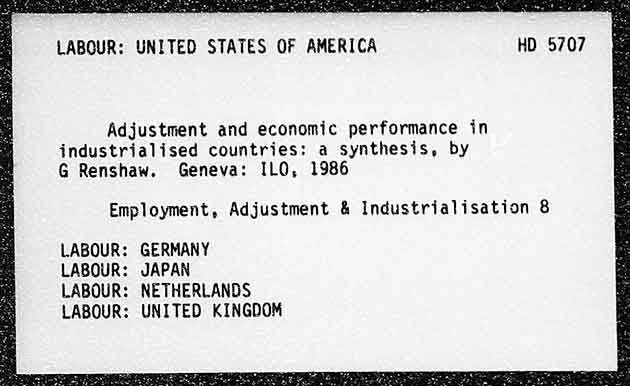 LABOUR: UNITED STATES OF AMERICA HD 5707
Adjustment and economic performance in
industrialised countries: a synthesis, by
G Renshaw. Geneva: ILO, 1986
Employment, Adjustment & Industrialisation 8
LABOUR: GERMANY
LABOUR: JAPAN
LABOUR: NETHERLANDS
LABOUR: UNITED KINGDOM